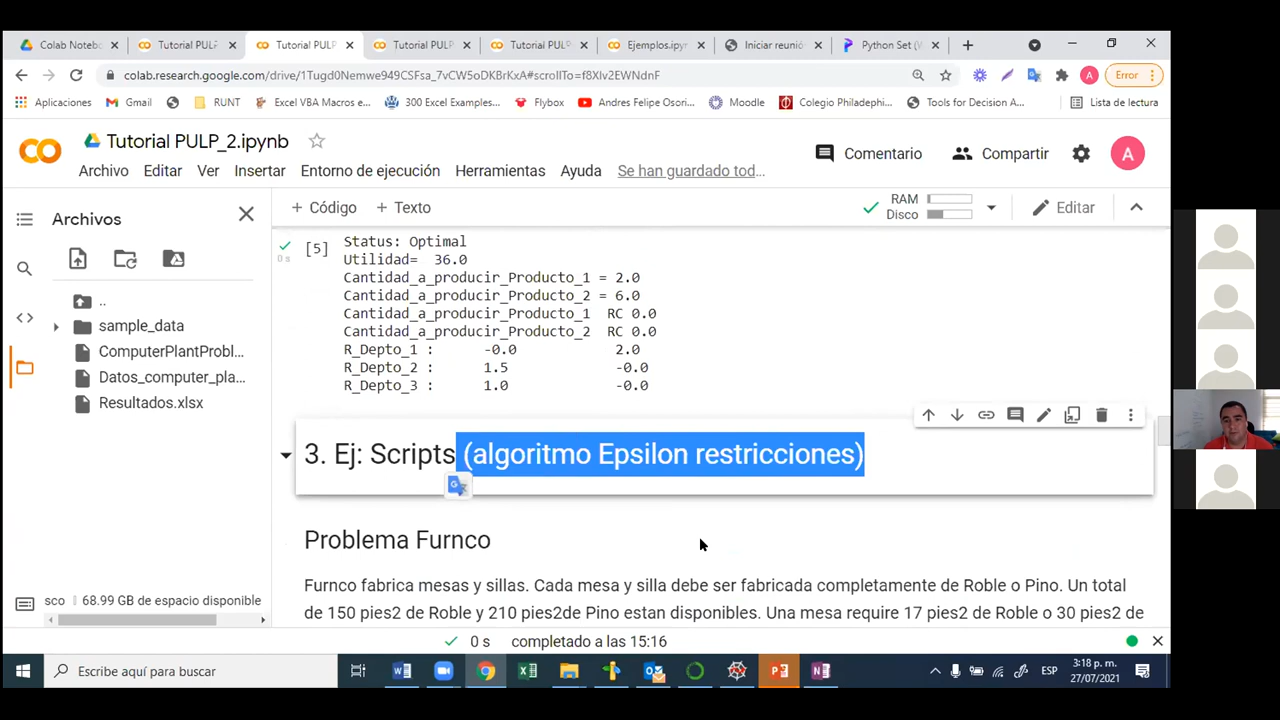 Colab Noteb
Tutorial PULP
Tutorial PULP
Tutorial PULP
Tutorial PULP
Ejemplos.ipyr
Iniciar reunió
Python Set (V
colab.research.google.com/drive/1Tugd0Nemwe949CSFsa_7vCW5oDKBrKxA#scrollTo=f8XIv2EWNdnF
A
Error
Aplicaciones
Gmail
RUNT
Excel VBA Macros e...
300 Excel Examples...
Flybox
Andres Felipe Osori...
Moodle
Colegio Philadelphi...
Tools for Decision A...
Lista de lectura
Tutorial PULP_2.ipynb
Comentario
Compartir
A
Archivo Editar Ver Insertar Entorno de ejecución Herramientas Ayuda Se han guardado tod...
Archivos
+ Código + Texto
RAM
Disco
Editar
..
sample_data
ComputerPlantProbl...
Datos_computer_pla...
Resultados.xlsx
0 s
[5]
Status: Optimal
Utilidad= 36.0
Cantidad_a_producir_Producto_1 = 2.0
Cantidad_a_producir_Producto_2 = 6.0
Cantidad_a_producir_Producto_1 RC 0.0
Cantidad_a_producir_Producto_2 RC 0.0
R_Depto_1 : -0.0 2.0
R_Depto_2 : 1.5 -0.0
R_Depto_3 : 1.0 -0.0
3. Ej: Scripts (algoritmo Epsilon restricciones)
Problema Furnco
Furnco fabrica mesas y sillas. Cada mesa y silla debe ser fabricada completamente de Roble o Pino. Un total
de 150 pies2 de Roble y 210 pies2de Pino estan disponibles. Una mesa require 17 pies2 de Roble o 30 pies2 de
sco 68.99 GB de espacio disponible
0 s completado a las 15:16
Escribe aquí para buscar
ESP
3:18 p. m.
27/07/2021